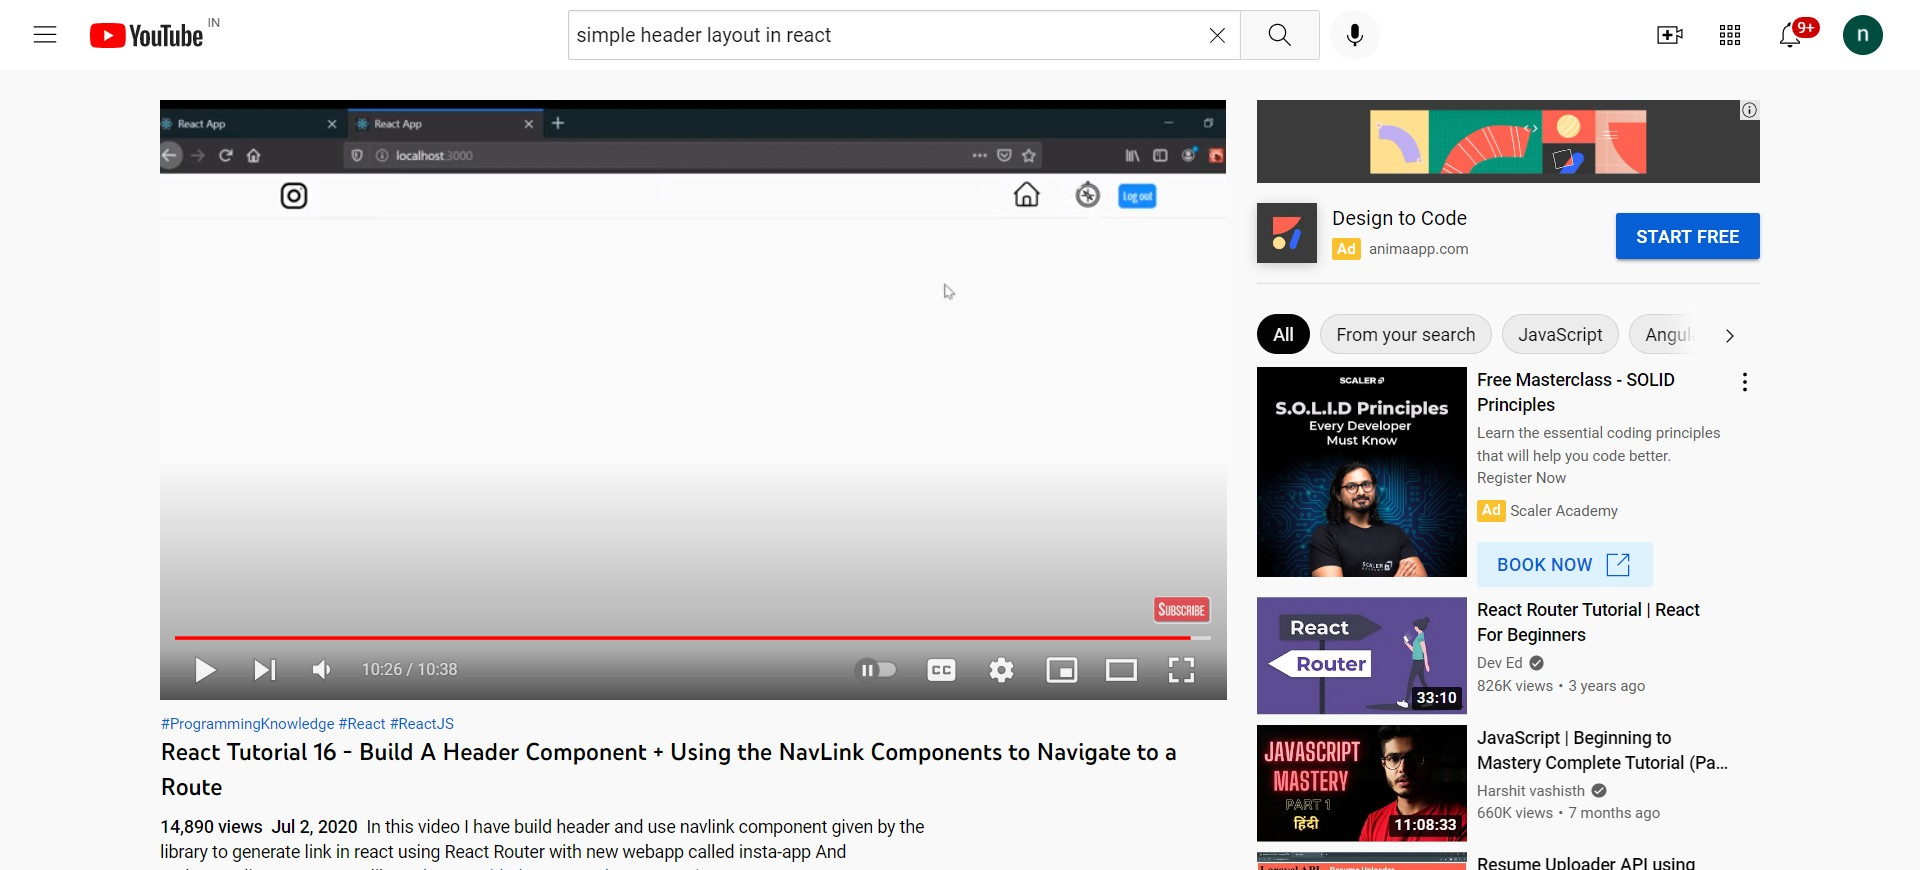 YouTube IN
simple header layout in react
9+
n
React App
React App
localhost:3000
Log out
SUBSCRIBE
10:26 / 10:38
CC
#ProgrammingKnowledge #React #ReactJS
React Tutorial 16 - Build A Header Component + Using the NavLink Components to Navigate to a
Route
14,890 views Jul 2, 2020 In this video I have build header and use navlink component given by the
library to generate link in react using React Router with new webapp called insta-app And
Design to Code
Ad animaapp.com
START FREE
All
From your search
JavaScript
Angul
SCALER
S.O.L.I.D Principles
Every Developer
Must Know
SCALER
Free Masterclass - SOLID
Principles
Learn the essential coding principles
that will help you code better.
Register Now
Ad Scaler Academy
BOOK NOW
React
Router
33:10
React Router Tutorial | React
For Beginners
Dev Ed
826K views • 3 years ago
JAVASCRIPT
MASTERY
PART 1
हिंदी
11:08:33
JavaScript | Beginning to
Mastery Complete Tutorial (Pa...
Harshit vashisth
660K views • 7 months ago
Resume Uploader API using